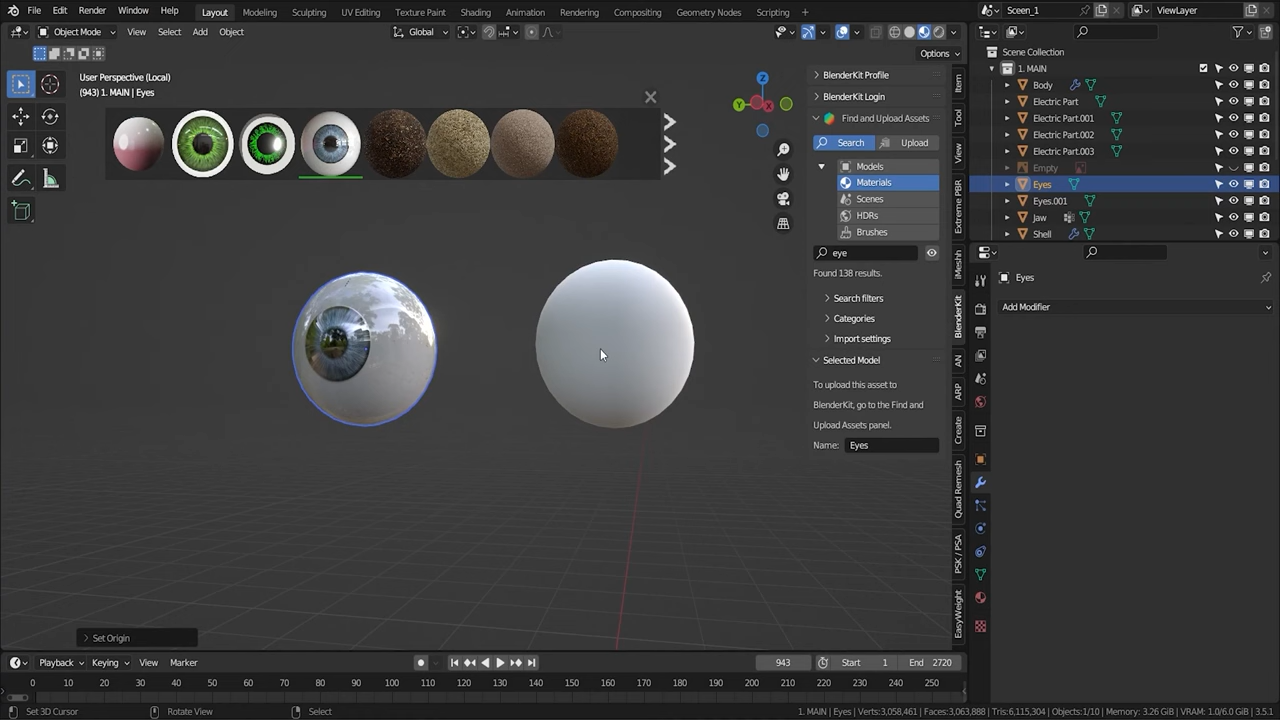 File Edit Render Window Help Layout Modeling Sculpting UV Editing Texture Paint Shading Animation Rendering Compositing Geometry Nodes Scripting + Sceen_1 ViewLayer
Object Mode View Select Add Object Global
Options
User Perspective (Local)
(943) 1. MAIN | Eyes
BlenderKit Profile
BlenderKit Login
Find and Upload Assets
Search Upload
Models
Materials
Scenes
HDRs
Brushes
eye
Found 138 results.
Search filters
Categories
Import settings
Selected Model
To upload this asset to
BlenderKit, go to the Find and
Upload Assets panel.
Name: Eyes
Item
Tool
View
Extreme PBR
iMeshh
BlenderKit
AN
ARP
Create
Quad Remesh
PSK / PSA
EasyWeight
Z
Y
X
Scene Collection
1. MAIN
Body
Electric Part
Electric Part.001
Electric Part.002
Electric Part.003
Empty
Eyes
Eyes.001
Jaw
Shell
Eyes
Add Modifier
Set Origin
Playback Keying View Marker 943 Start 1 End 2720
0 10 20 30 40 50 60 70 80 90 100 110 120 130 140 150 160 170 180 190 200 210 220 230 240 250
Set 3D Cursor Rotate View Select 1. MAIN | Eyes | Verts:3,058,461 | Faces:3,063,888 | Tris:6,115,304 | Objects:1/10 | Memory: 3.26 GiB | VRAM: 1.0/6.0 GiB | 3.5.1